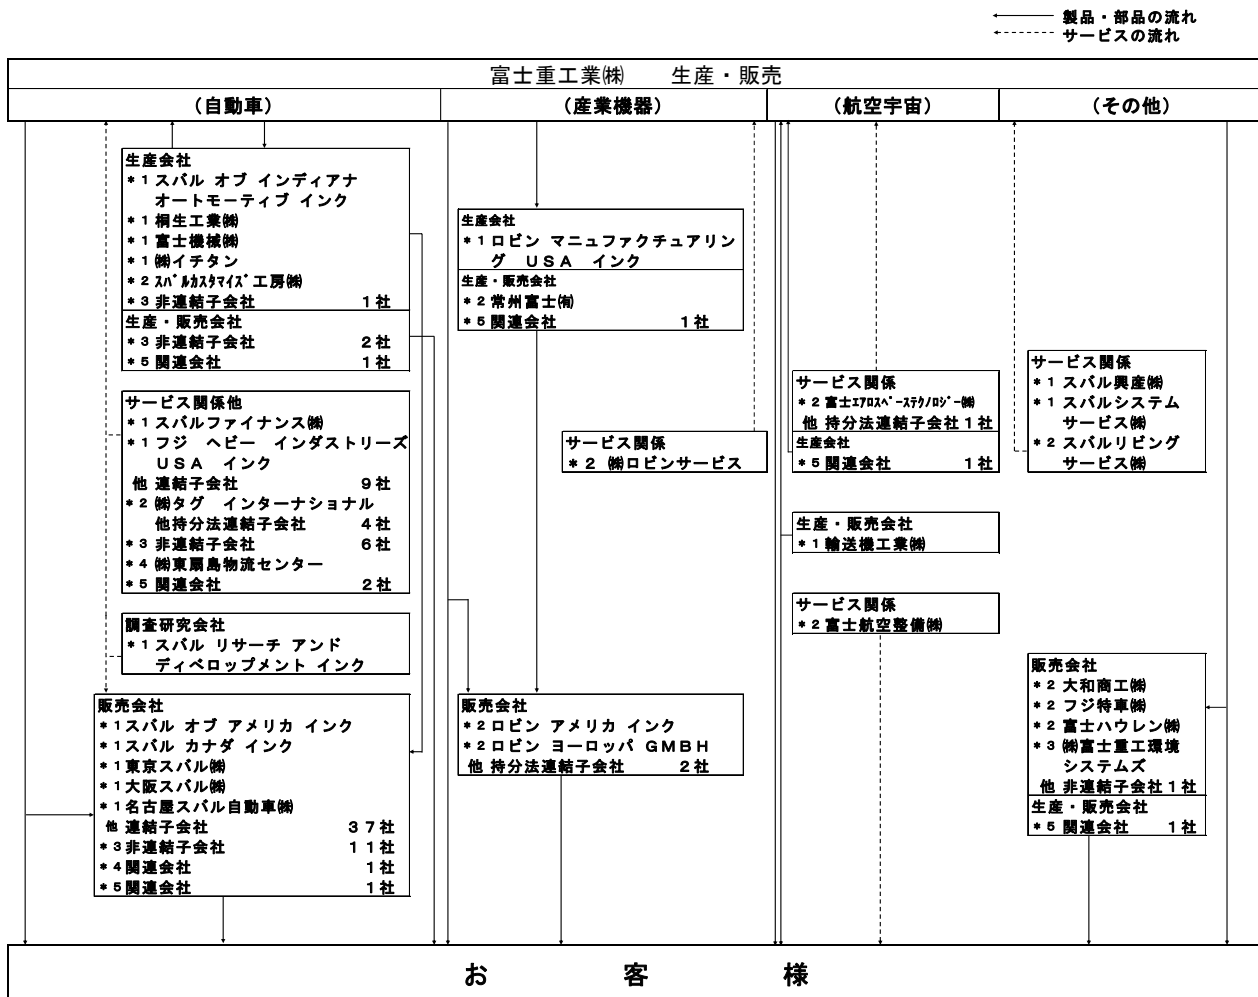 製品・部品の流れ
サービスの流れ
富士重工業㈱　生産・販売
（自動車）
（産業機器）
（航空宇宙）
（その他）
生産会社
＊１スバル オブ インディアナ
オートモーティブ インク
＊１桐生工業㈱
＊１富士機械㈱
＊１㈱イチタン
＊２ｽﾊﾞﾙｶｽﾀﾏｲｽﾞ工房㈱
＊３非連結子会社　１社
生産・販売会社
＊３非連結子会社　２社
＊５関連会社　１社
サービス関係他
＊１スバルファイナンス㈱
＊１フジ ヘビー インダストリーズ
ＵＳＡ インク
他 連結子会社　９社
＊２㈱タグ インターナショナル
他持分法連結子会社　４社
＊３非連結子会社　６社
＊４㈱東扇島物流センター
＊５関連会社　２社
調査研究会社
＊１スバル リサーチ アンド
ディベロップメント インク
販売会社
＊１スバル オブ アメリカ インク
＊１スバル カナダ インク
＊１東京スバル㈱
＊１大阪スバル㈱
＊１名古屋スバル自動車㈱
他 連結子会社　３７社
＊３非連結子会社　１１社
＊４関連会社　１社
＊５関連会社　１社
生産会社
＊１ロビン マニュファクチュアリン
グ ＵＳＡ インク
生産・販売会社
＊２常州富士㈲
＊５関連会社　１社
サービス関係
＊２ ㈱ロビンサービス
販売会社
＊２ロビン アメリカ インク
＊２ロビン ヨーロッパ ＧＭＢＨ
他 持分法連結子会社　２社
サービス関係
＊２富士ｴｱﾛｽﾍﾟｰｽﾃｸﾉﾛｼﾞｰ㈱
他 持分法連結子会社１社
生産会社
＊５関連会社　１社
生産・販売会社
＊１輸送機工業㈱
サービス関係
＊２富士航空整備㈱
サービス関係
＊１ スバル興産㈱
＊１ スバルシステム
サービス㈱
＊２ スバルリビング
サービス㈱
販売会社
＊２ 大和商工㈱
＊２ フジ特車㈱
＊２ 富士ハウレン㈱
＊３ ㈱富士重工環境
システムズ
他 非連結子会社１社
生産・販売会社
＊５ 関連会社　１社
お　客　様